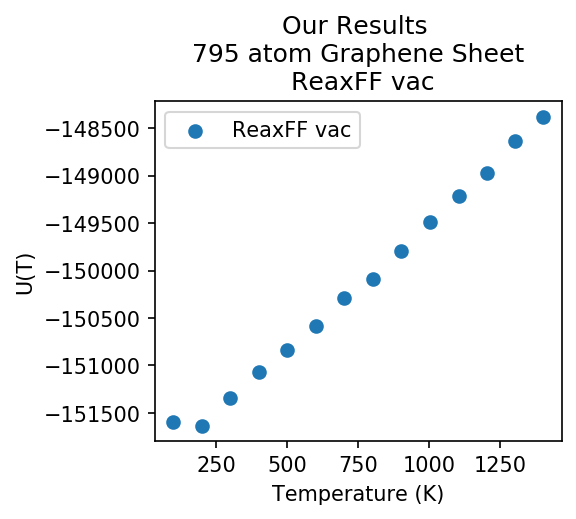 Our Results
795 atom Graphene Sheet
ReaxFF vac
ReaxFF vac
U(T)
−148500
−149000
−149500
−150000
−150500
−151000
−151500
250 500 750 1000 1250
Temperature (K)